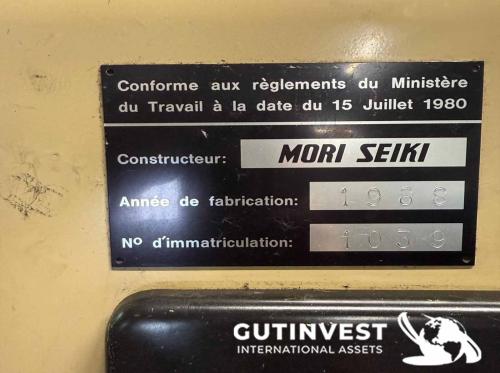 Conforme aux règlements du Ministère
du Travail à la date du 15 Juillet 1980
Constructeur: MORI SEIKI
Année de fabrication:
No d'immatriculation: 1039
GUTINVEST
INTERNATIONAL ASSETS